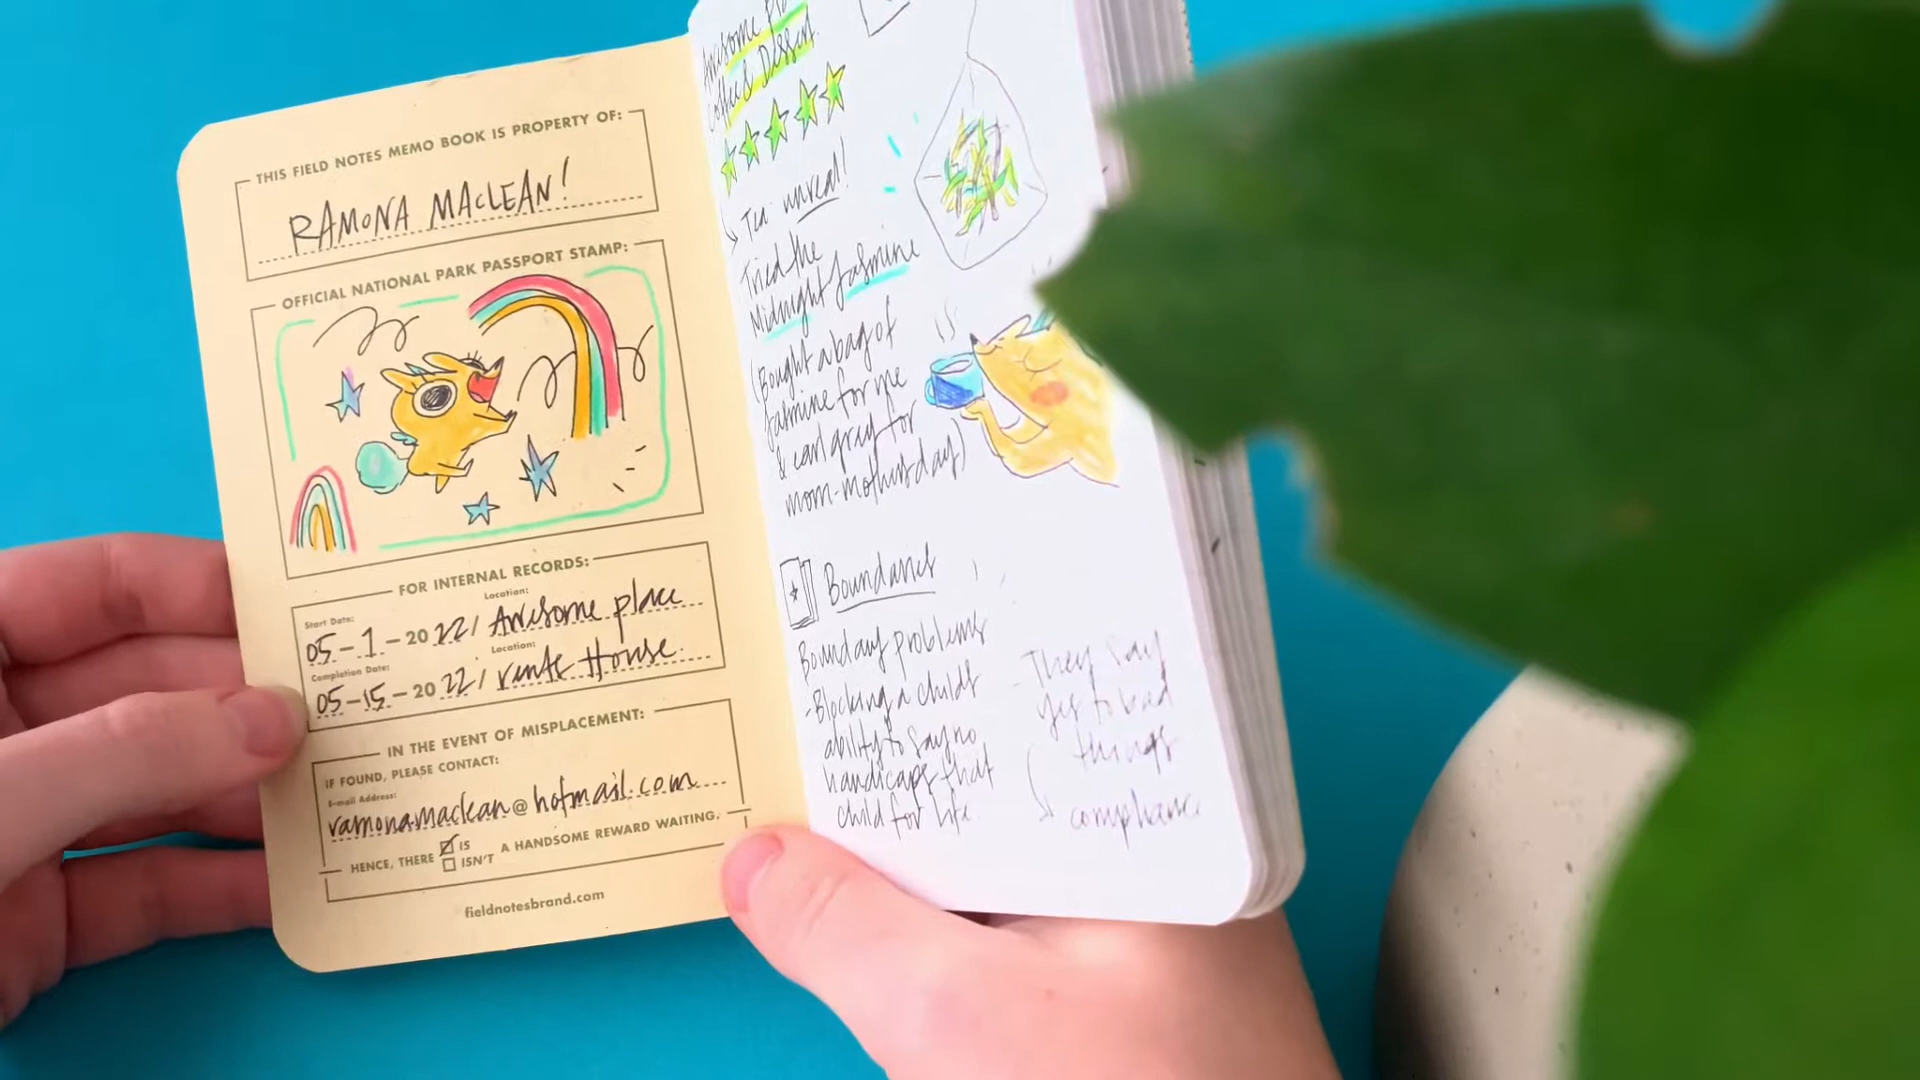 THIS FIELD NOTES MEMO BOOK IS PROPERTY OF:
RAMONA MACLEAN!
OFFICIAL NATIONAL PARK PASSPORT STAMP:
FOR INTERNAL RECORDS:
Start Date: Location:
05-1-2022/ Awesome place
Completion Date: Location:
05-15-2022/ House
IN THE EVENT OF MISPLACEMENT:
IF FOUND, PLEASE CONTACT:
E-mail Address:
ramonamaclean@hotmail.com
HENCE, THERE IS ISN'T A HANDSOME REWARD WAITING.
fieldnotesbrand.com
Awesome
Coffee & Dessert
Tea: unreal!
Tried the
Midnight Jasmine
(Bought a bag of
Jasmine for me
& earl grey for
mom-mothers day)
Boundaries
Boundary problems
-Blocking a child's
ability to say no
handicaps that
child for life
- They say
yes to bad
things
compliance